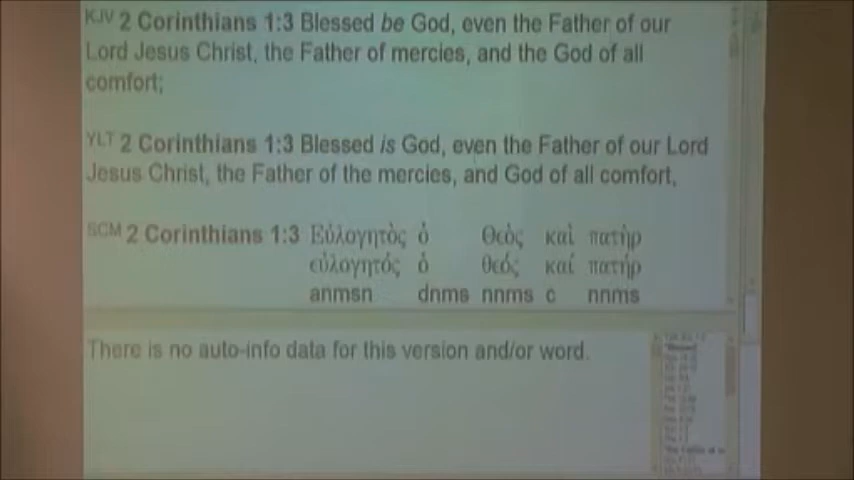 KJV 2 Corinthians 1:3 Blessed be God, even the Father of our
Lord Jesus Christ, the Father of mercies, and the God of all
comfort;
YLT 2 Corinthians 1:3 Blessed is God, even the Father of our Lord
Jesus Christ, the Father of the mercies, and God of all comfort,
SCM 2 Corinthians 1:3 Εὐλογητὸς ὁ Θεὸς καὶ πατὴρ
εὐλογητός ὁ θεός καί πατήρ
anmsn dnms nnms c nnms
There is no auto-info data for this version and/or word.